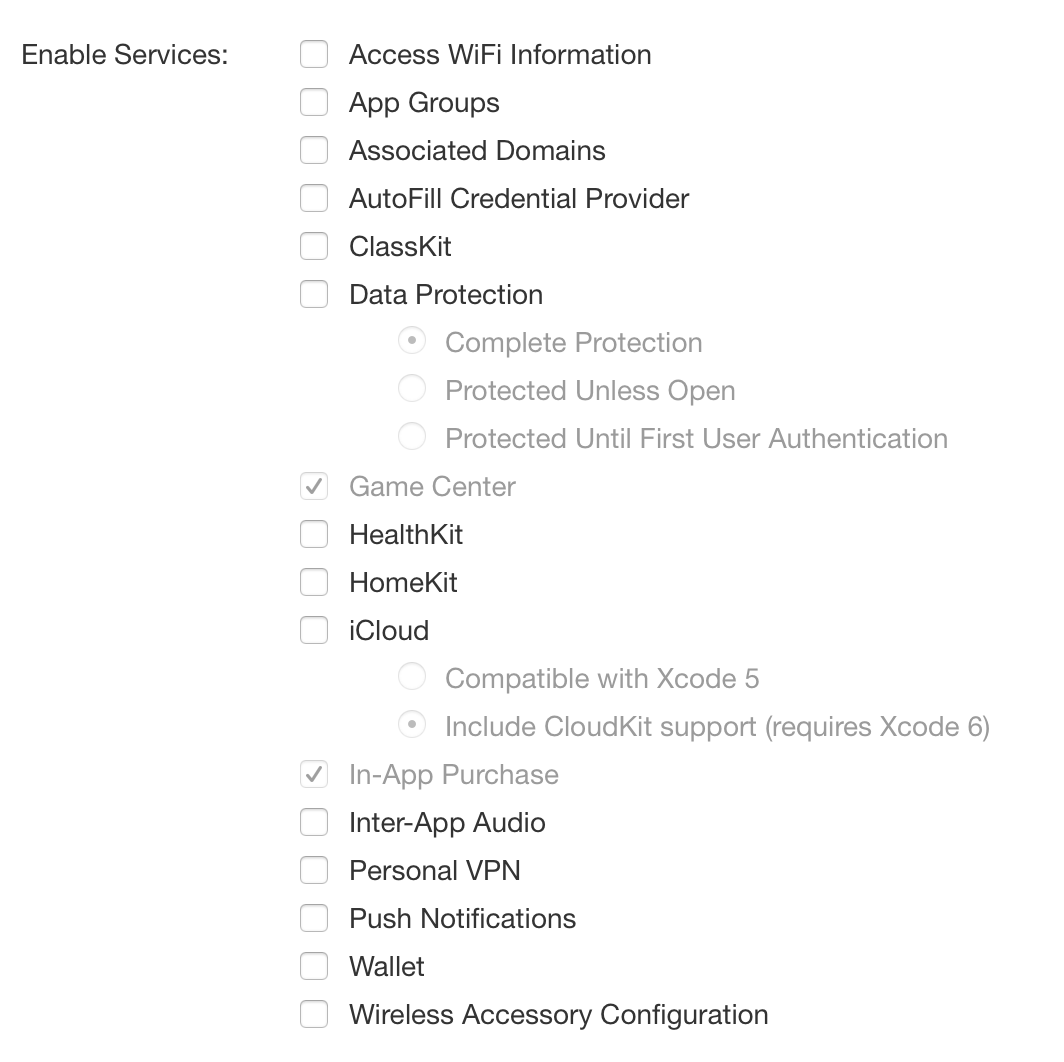 Enable Services:
Access WiFi Information
App Groups
Associated Domains
AutoFill Credential Provider
ClassKit
Data Protection
Complete Protection
Protected Unless Open
Protected Until First User Authentication
Game Center
HealthKit
HomeKit
iCloud
Compatible with Xcode 5
Include CloudKit support (requires Xcode 6)
In-App Purchase
Inter-App Audio
Personal VPN
Push Notifications
Wallet
Wireless Accessory Configuration